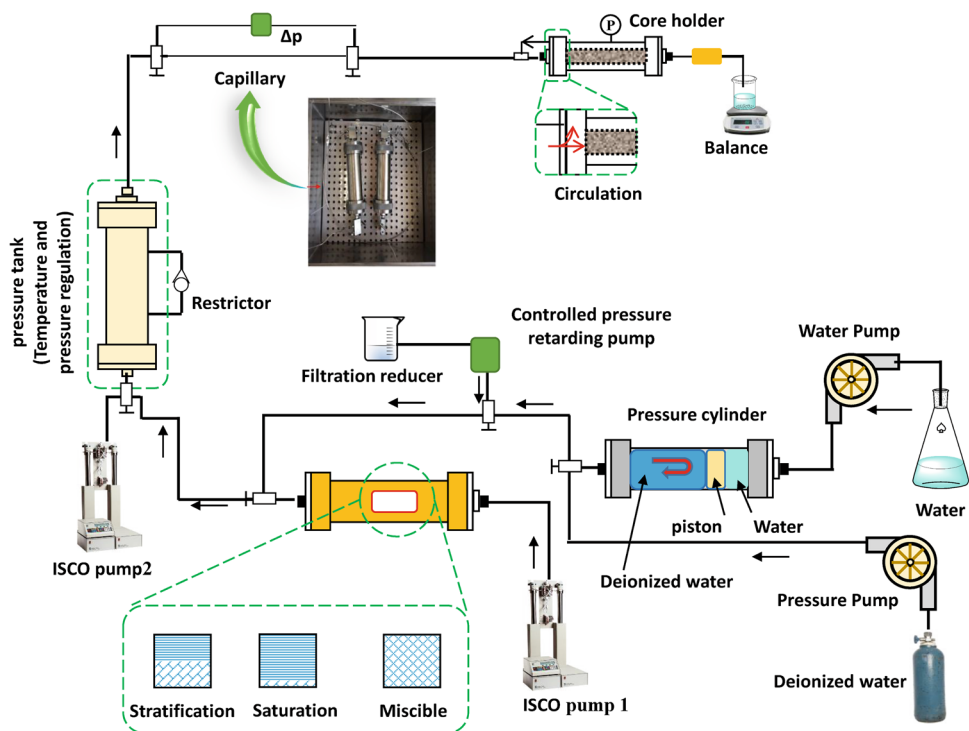 Δp
P
Core holder
Capillary
Balance
Circulation
pressure tank
(Temperature and
pressure regulation)
Restrictor
Controlled pressure
retarding pump
Filtration reducer
Water Pump
Pressure cylinder
piston
Water
Water
Deionized water
ISCO pump2
Pressure Pump
Stratification
Saturation
Miscible
ISCO pump 1
Deionized water